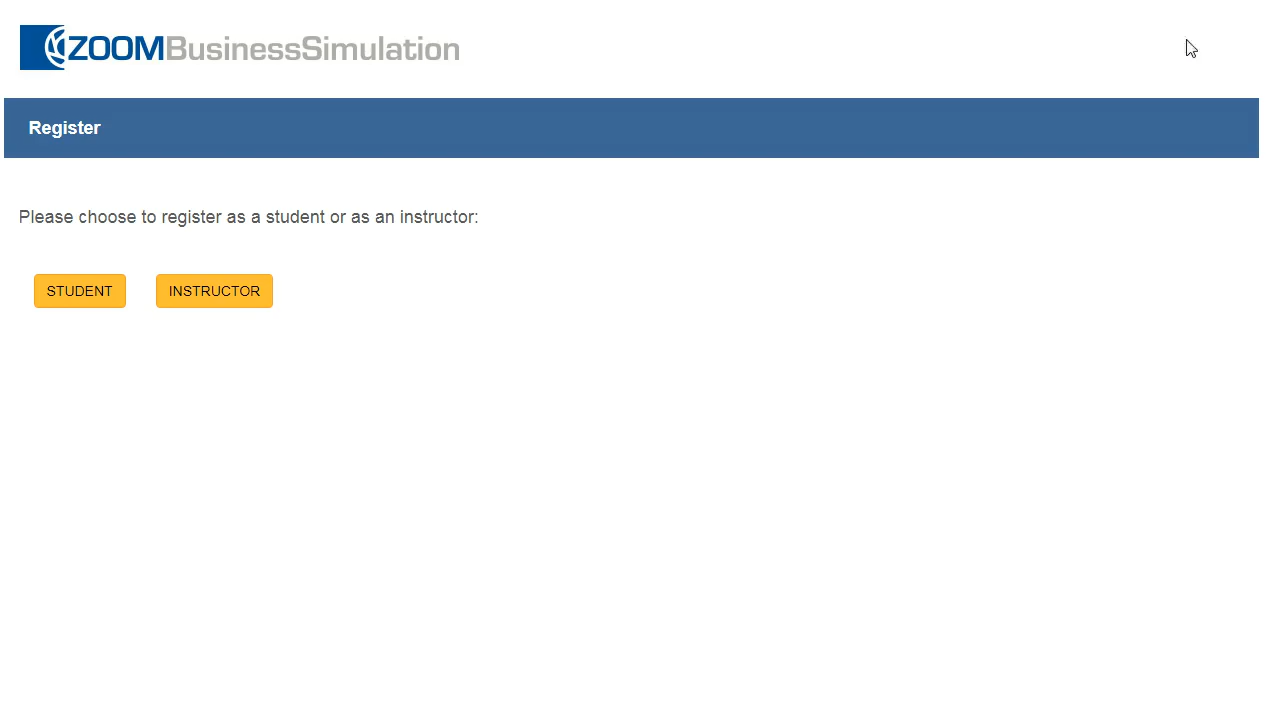 ZOOMBusinessSimulation
Register
Please choose to register as a student or as an instructor:
STUDENT INSTRUCTOR